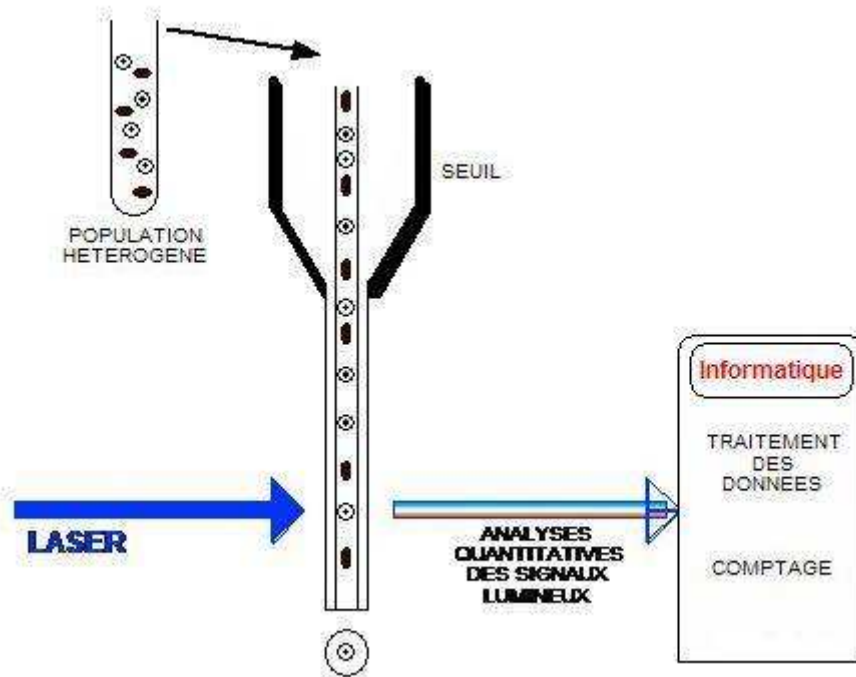 POPULATION
HETEROGENE
SEUIL
LASER
ANALYSES
QUANTITATIVES
DES SIGNAUX
LUMINEUX
Informatique
TRAITEMENT
DES
DONNEES
COMPTAGE